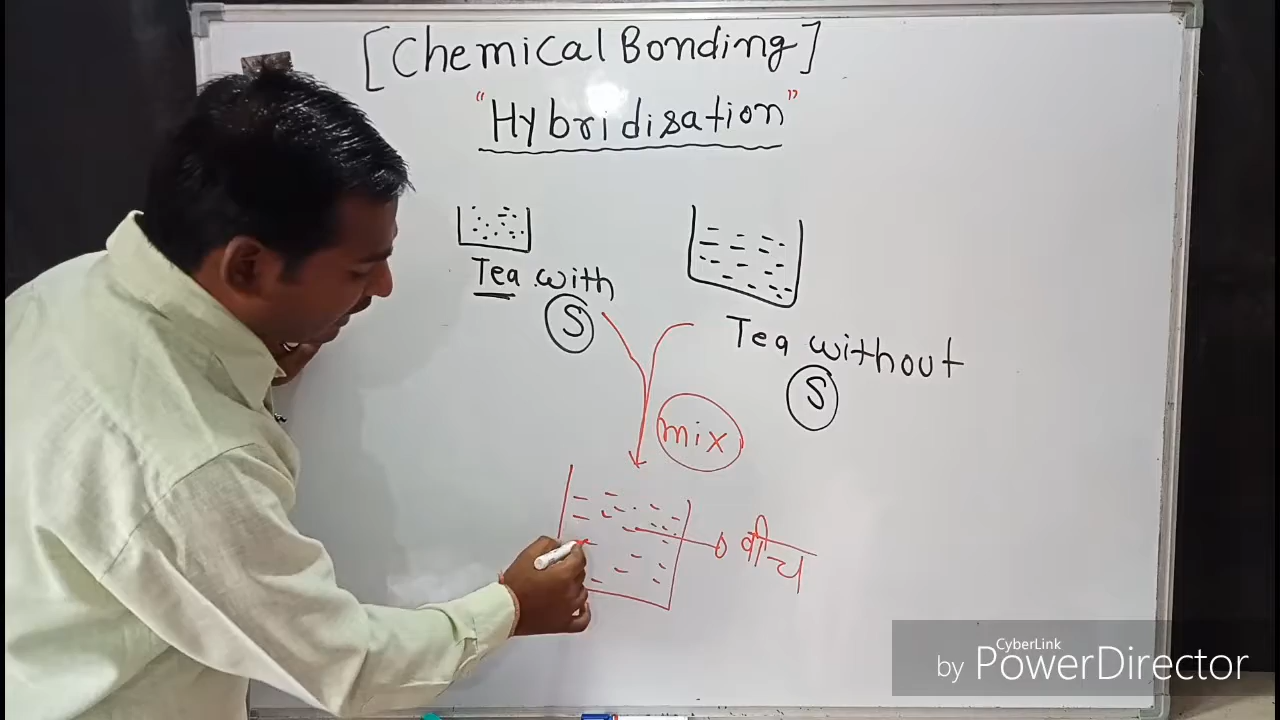 [Chemical Bonding]
"Hybridisation"
Tea with
S
Tea without
S
mix
बीच
CyberLink
by PowerDirector